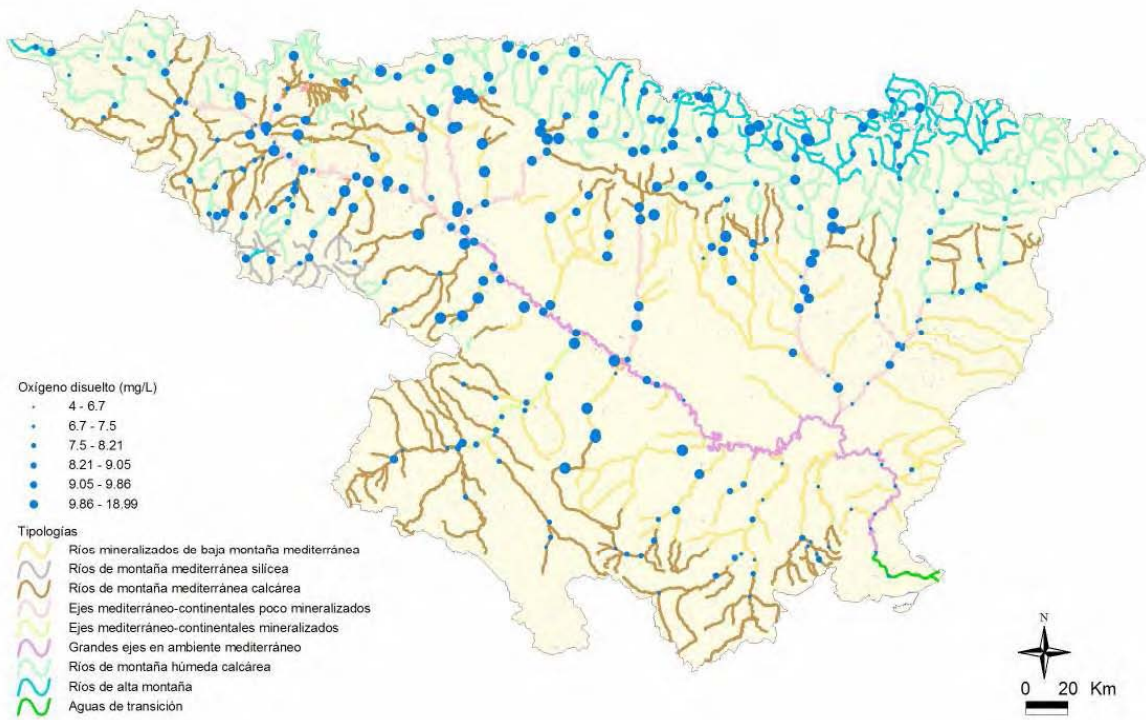 Oxígeno disuelto (mg/L)
4 - 6.7
6.7 - 7.5
7.5 - 8.21
8.21 - 9.05
9.05 - 9.86
9.86 - 18.99
Tipologías
Ríos mineralizados de baja montaña mediterránea
Ríos de montaña mediterránea silícea
Ríos de montaña mediterránea calcárea
Ejes mediterráneo-continentales poco mineralizados
Ejes mediterráneo-continentales mineralizados
Grandes ejes en ambiente mediterráneo
Ríos de montaña húmeda calcárea
Ríos de alta montaña
Aguas de transición
N
0 20 Km